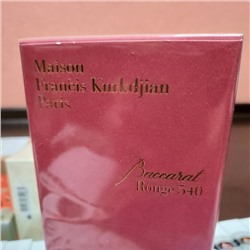 Maison
Francis Kurkdjian
Paris
Baccarat
Rouge 540